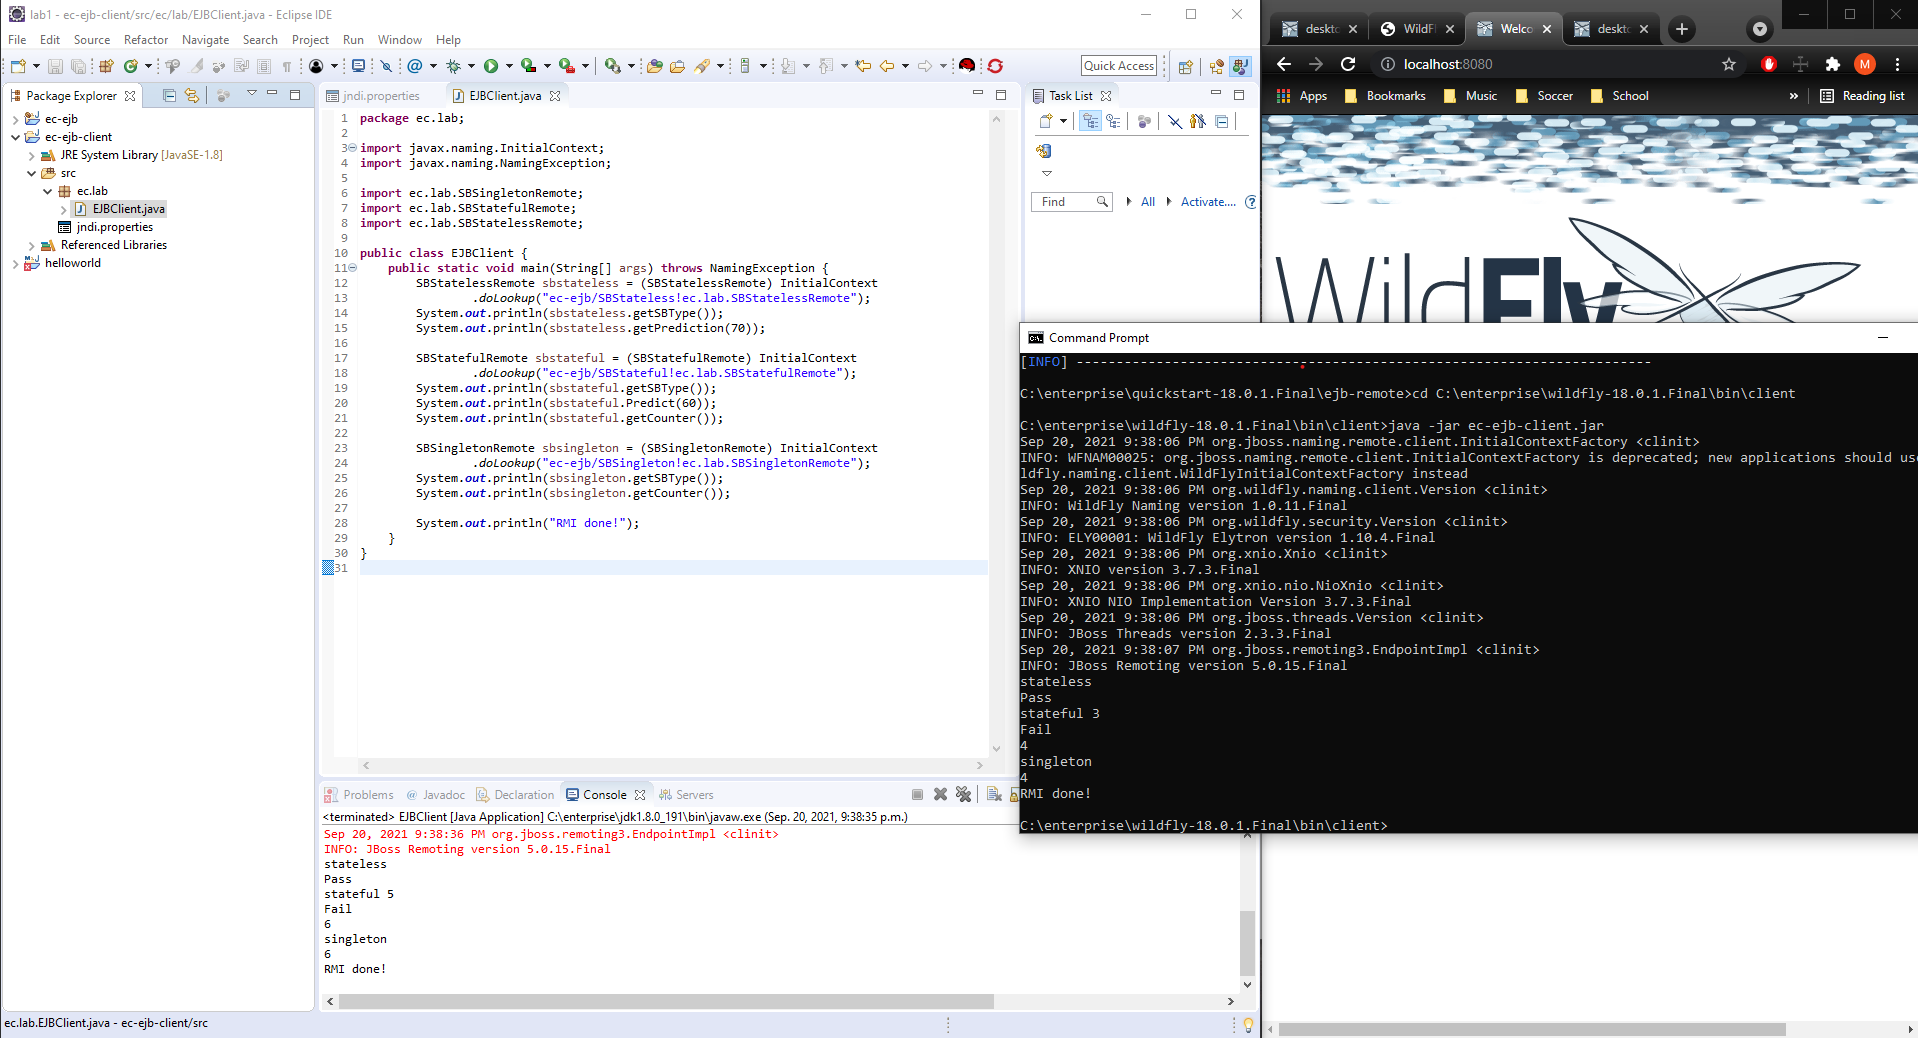 lab1 - ec-ejb-client/src/ec/lab/EJBClient.java - Eclipse IDE
File Edit Source Refactor Navigate Search Project Run Window Help
Quick Access
Package Explorer
ec-ejb
ec-ejb-client
JRE System Library [JavaSE-1.8]
src
ec.lab
EJBClient.java
jndi.properties
Referenced Libraries
helloworld
jndi.properties EJBClient.java
1 package ec.lab;
2
3 import javax.naming.InitialContext;
4 import javax.naming.NamingException;
5
6 import ec.lab.SBSingletonRemote;
7 import ec.lab.SBStatefulRemote;
8 import ec.lab.SBStatelessRemote;
9
10 public class EJBClient {
11 public static void main(String[] args) throws NamingException {
12 SBStatelessRemote sbstateless = (SBStatelessRemote) InitialContext
13 .doLookup("ec-ejb/SBStateless!ec.lab.SBStatelessRemote");
14 System.out.println(sbstateless.getSBType());
15 System.out.println(sbstateless.getPrediction(70));
16
17 SBStatefulRemote sbstateful = (SBStatefulRemote) InitialContext
18 .doLookup("ec-ejb/SBStateful!ec.lab.SBStatefulRemote");
19 System.out.println(sbstateful.getSBType());
20 System.out.println(sbstateful.Predict(60));
21 System.out.println(sbstateful.getCounter());
22
23 SBSingletonRemote sbsingleton = (SBSingletonRemote) InitialContext
24 .doLookup("ec-ejb/SBSingleton!ec.lab.SBSingletonRemote");
25 System.out.println(sbsingleton.getSBType());
26 System.out.println(sbsingleton.getCounter());
27
28 System.out.println("RMI done!");
29 }
30 }
31
Task List
Find All Activate...
Problems @ Javadoc Declaration Console Servers
<terminated> EJBClient [Java Application] C:\enterprise\jdk1.8.0_191\bin\javaw.exe (Sep. 20, 2021, 9:38:35 p.m.)
Sep 20, 2021 9:38:36 PM org.jboss.remoting3.EndpointImpl <clinit>
INFO: JBoss Remoting version 5.0.15.Final
stateless
Pass
stateful 5
Fail
6
singleton
6
RMI done!
ec.lab.EJBClient.java - ec-ejb-client/src
deskto WildFl Welco deskto
localhost:8080
M
Apps Bookmarks Music Soccer School » Reading list
WildFly
Command Prompt
[INFO] ------------------------------------------------------------------------
C:\enterprise\quickstart-18.0.1.Final\ejb-remote>cd C:\enterprise\wildfly-18.0.1.Final\bin\client
C:\enterprise\wildfly-18.0.1.Final\bin\client>java -jar ec-ejb-client.jar
Sep 20, 2021 9:38:06 PM org.jboss.naming.remote.client.InitialContextFactory <clinit>
INFO: WFNAM00025: org.jboss.naming.remote.client.InitialContextFactory is deprecated; new applications should us
ldfly.naming.client.WildFlyInitialContextFactory instead
Sep 20, 2021 9:38:06 PM org.wildfly.naming.client.Version <clinit>
INFO: WildFly Naming version 1.0.11.Final
Sep 20, 2021 9:38:06 PM org.wildfly.security.Version <clinit>
INFO: ELY00001: WildFly Elytron version 1.10.4.Final
Sep 20, 2021 9:38:06 PM org.xnio.Xnio <clinit>
INFO: XNIO version 3.7.3.Final
Sep 20, 2021 9:38:06 PM org.xnio.nio.NioXnio <clinit>
INFO: XNIO NIO Implementation Version 3.7.3.Final
Sep 20, 2021 9:38:06 PM org.jboss.threads.Version <clinit>
INFO: JBoss Threads version 2.3.3.Final
Sep 20, 2021 9:38:07 PM org.jboss.remoting3.EndpointImpl <clinit>
INFO: JBoss Remoting version 5.0.15.Final
stateless
Pass
stateful 3
Fail
4
singleton
4
RMI done!
C:\enterprise\wildfly-18.0.1.Final\bin\client>